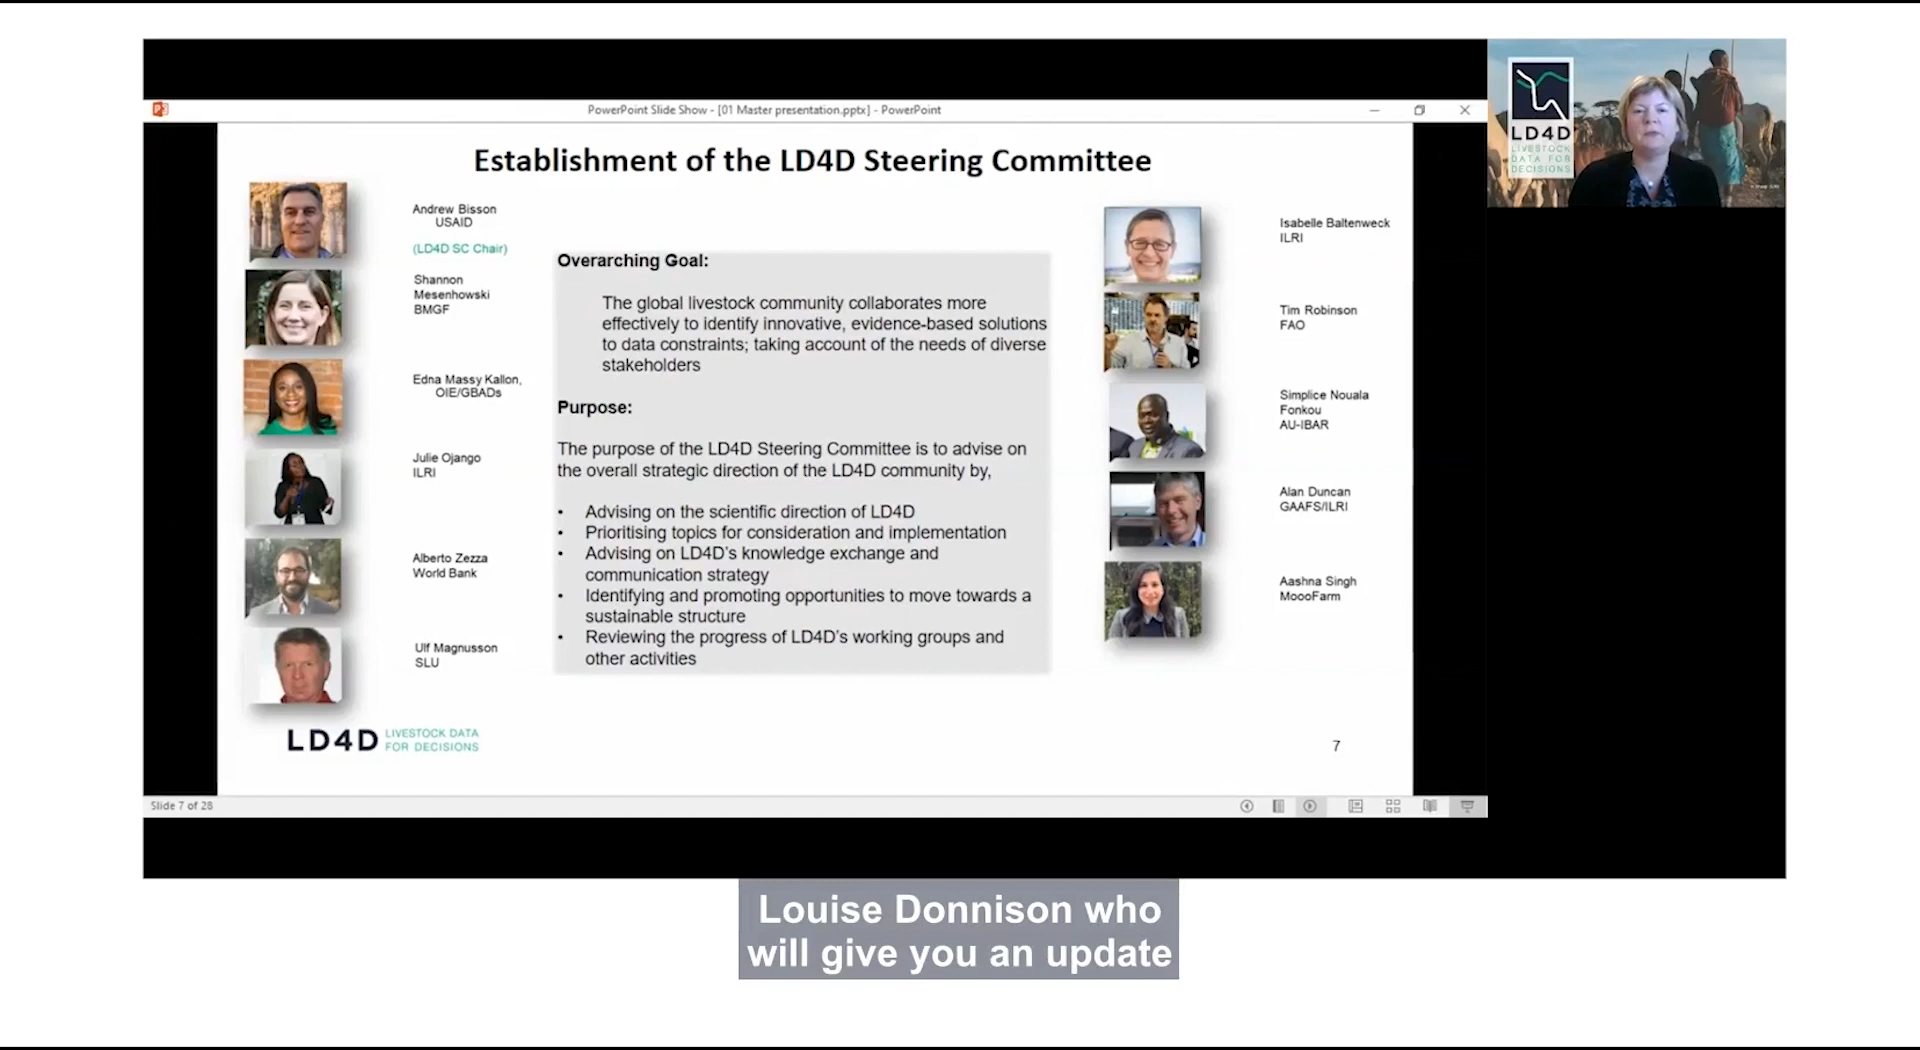 PowerPoint Slide Show - [01 Master presentation.pptx] - PowerPoint
LD4D
LIVESTOCK
DATA FOR
DECISIONS
Establishment of the LD4D Steering Committee
Andrew Bisson
USAID
(LD4D SC Chair)
Shannon
Mesenhowski
BMGF
Edna Massy Kallon,
OIE/GBADs
Julie Ojango
ILRI
Alberto Zezza
World Bank
Ulf Magnusson
SLU
Overarching Goal:
The global livestock community collaborates more
effectively to identify innovative, evidence-based solutions
to data constraints; taking account of the needs of diverse
stakeholders
Purpose:
The purpose of the LD4D Steering Committee is to advise on
the overall strategic direction of the LD4D community by,
• Advising on the scientific direction of LD4D
• Prioritising topics for consideration and implementation
• Advising on LD4D's knowledge exchange and
communication strategy
• Identifying and promoting opportunities to move towards a
sustainable structure
• Reviewing the progress of LD4D's working groups and
other activities
Isabelle Baltenweck
ILRI
Tim Robinson
FAO
Simplice Nouala
Fonkou
AU-IBAR
Alan Duncan
GAAFS/ILRI
Aashna Singh
MoooFarm
LD4D LIVESTOCK DATA
FOR DECISIONS
7
Slide 7 of 28
Louise Donnison who
will give you an update